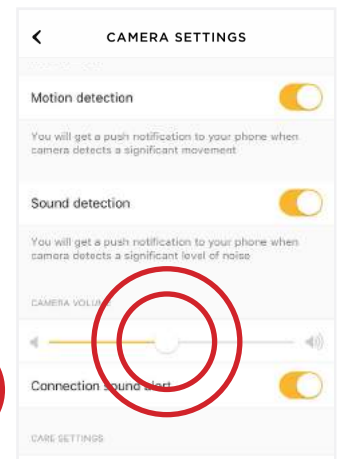 CAMERA SETTINGS
Motion detection
You will get a push notification to your phone when
camera detects a significant movement
Sound detection
You will get a push notification to your phone when
camera detects a significant level of noise
CAMERA VOLUME
Connection sound alert
CARE SETTINGS